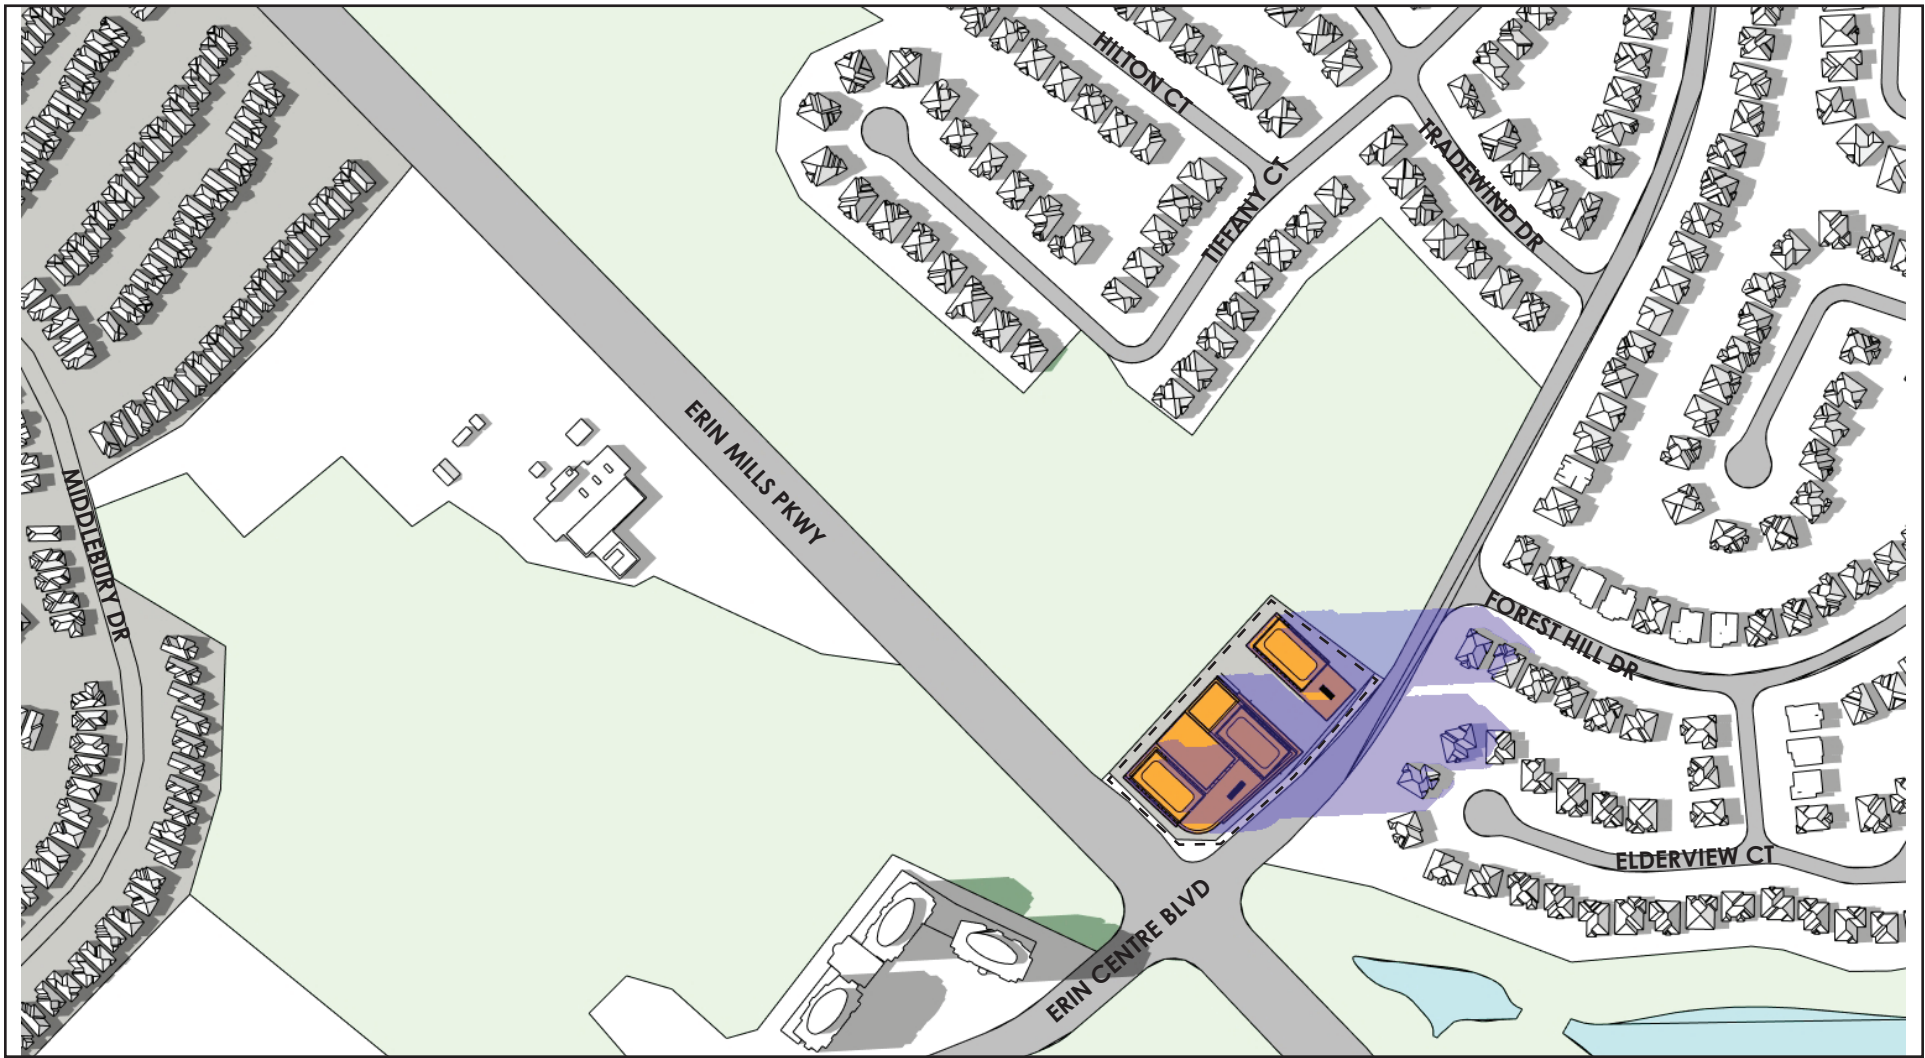 HILTON CT
TRADEWIND DR
TIFFANY CT
ERIN MILLS PKWY
MIDDLEBURY DR
FOREST HILL DR
ELDERVIEW CT
ERIN CENTRE BLVD